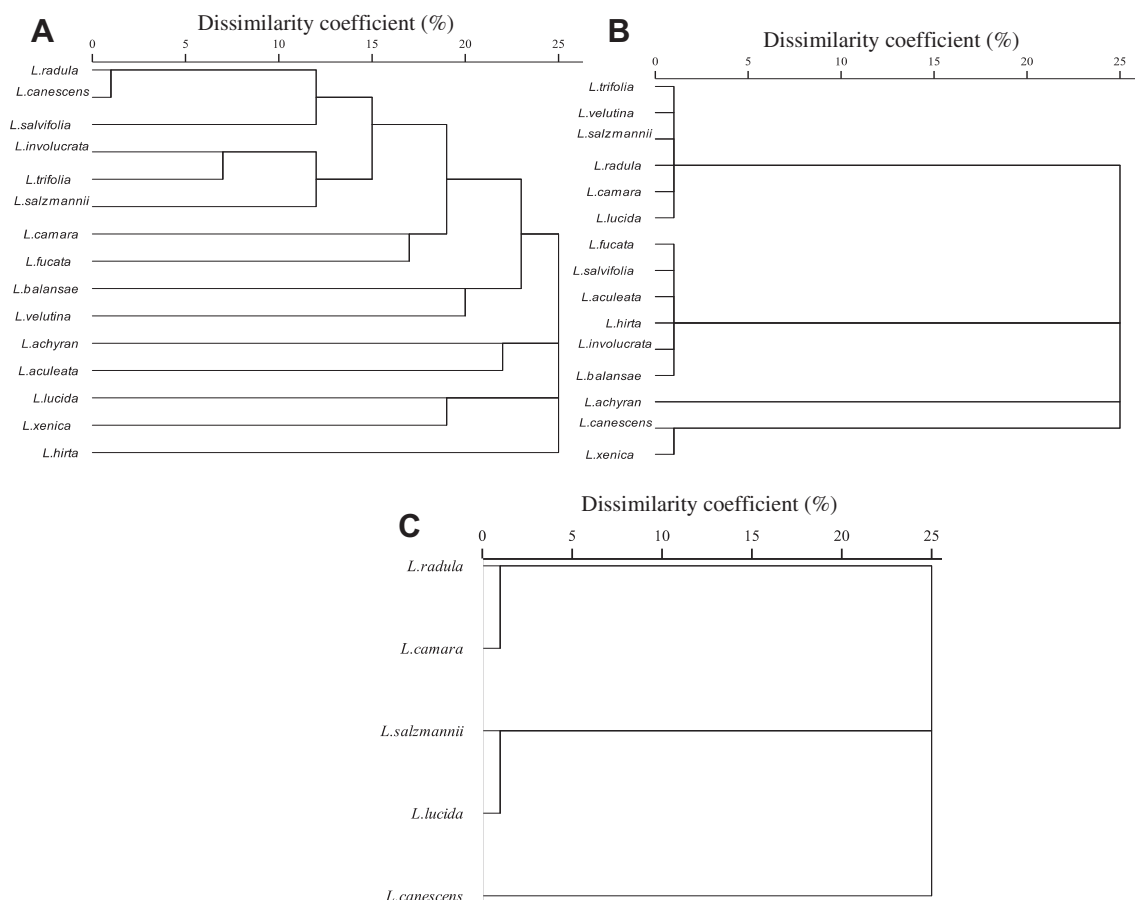 A
Dissimilarity coefficient (%)
0 5 10 15 20 25
L.radula
L.canescens
L.salvifolia
L.involucrata
L.trifolia
L.salzmannii
L.camara
L.fucata
L.balansae
L.velutina
L.achyran
L.aculeata
L.lucida
L.xenica
L.hirta
B
Dissimilarity coefficient (%)
0 5 10 15 20 25
L.trifolia
L.velutina
L.salzmannii
L.radula
L.camara
L.lucida
L.fucata
L.salvifolia
L.aculeata
L.hirta
L.involucrata
L.balansae
L.achyran
L.canescens
L.xenica
C
Dissimilarity coefficient (%)
0 5 10 15 20 25
L.radula
L.camara
L.salzmannii
L.lucida
L.canescens